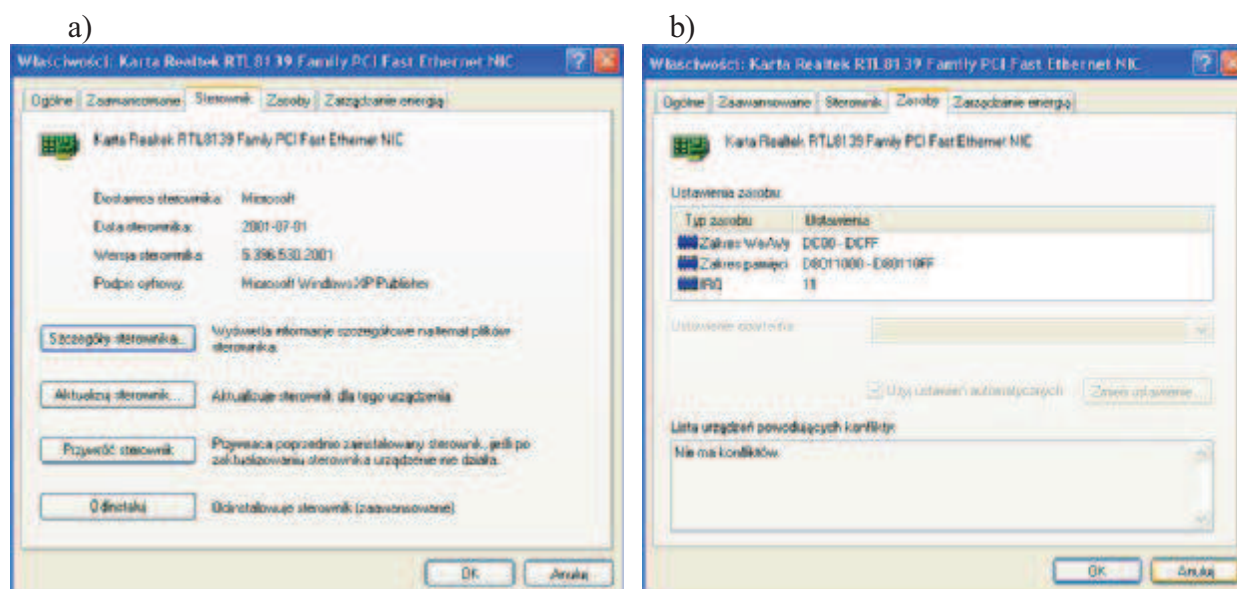 a)
Właściwości: Karta Realtek RTL8139 Family PCI Fast Ethernet NIC
Ogólne Zaawansowane Sterownik Zasoby Zarządzanie energią
Karta Realtek RTL8139 Family PCI Fast Ethernet NIC
Dostawca sterownika: Microsoft
Data sterownika: 2001-07-01
Wersja sterownika: 5.396.530.2001
Podpis cyfrowy: Microsoft Windows XP Publisher
Szczegóły sterownika... Wyświetla informacje szczegółowe na temat plików
sterownika.
Aktualizuj sterownik... Aktualizuje sterownik dla tego urządzenia
Przywróć sterownik Przywraca poprzednio zainstalowany sterownik, jeśli po
zaktualizowaniu sterownika urządzenie nie działa.
Odinstaluj Odinstalowuje sterownik (zaawansowane)
OK Anuluj
b)
Właściwości: Karta Realtek RTL8139 Family PCI Fast Ethernet NIC
Ogólne Zaawansowane Sterownik Zasoby Zarządzanie energią
Karta Realtek RTL8139 Family PCI Fast Ethernet NIC
Ustawienia zasobu:
Typ zasobu Ustawienia
Zakres We/Wy DC00 - DCFF
Zakres pamięci D8011000 - D80110FF
IRQ 11
Ustawienie oparte na:
Użyj ustawień automatycznych Zmień ustawienie...
Lista urządzeń powodujących konflikty:
Nie ma konfliktów.
OK Anuluj